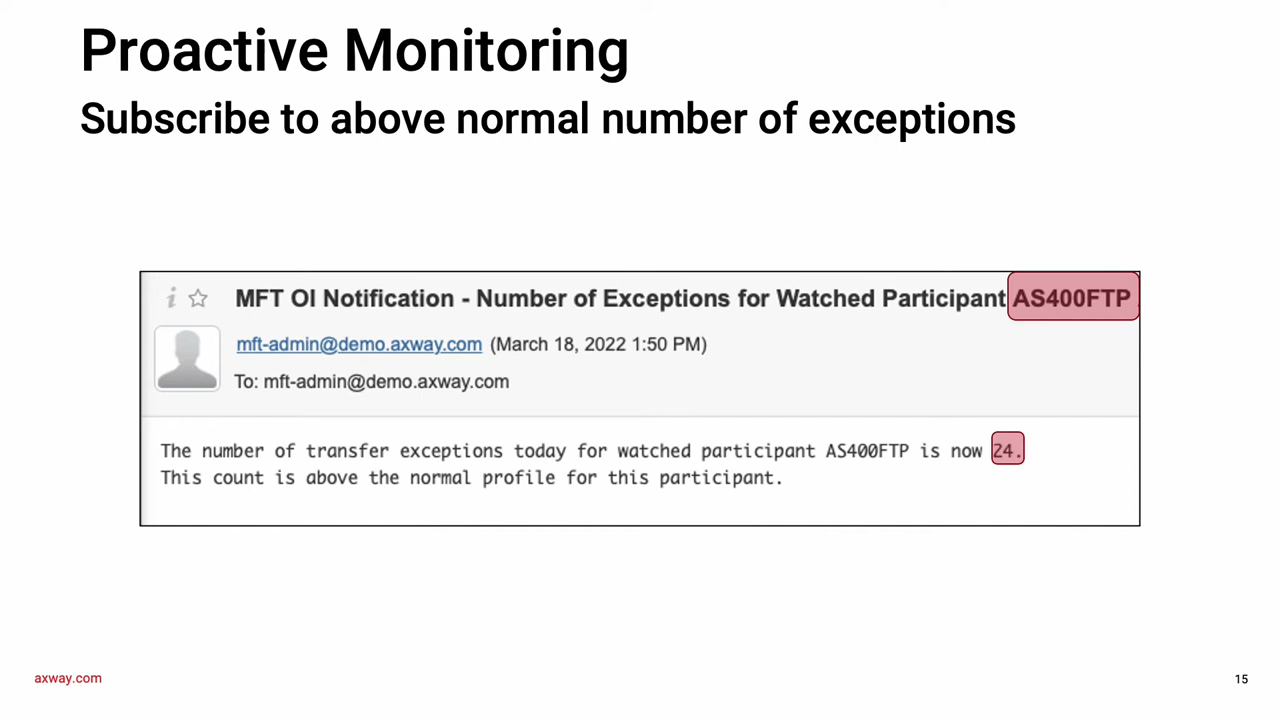 Proactive Monitoring
Subscribe to above normal number of exceptions
MFT OI Notification - Number of Exceptions for Watched Participant AS400FTP
mft-admin@demo.axway.com (March 18, 2022 1:50 PM)
To: mft-admin@demo.axway.com
The number of transfer exceptions today for watched participant AS400FTP is now 24.
This count is above the normal profile for this participant.
axway.com
15